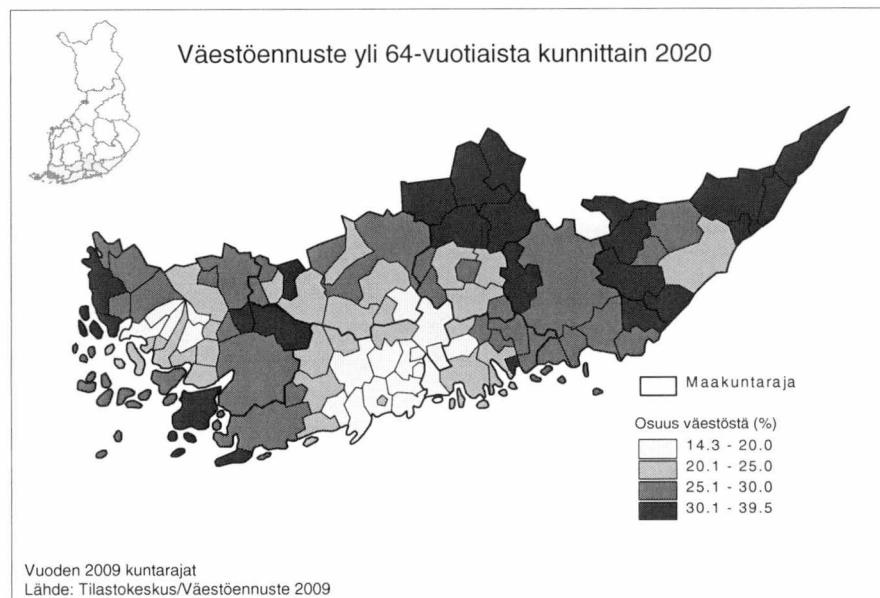 Väestöennuste yli 64-vuotiaista kunnittain 2020
Maakuntaraja
Osuus väestöstä (%)
14.3 - 20.0
20.1 - 25.0
25.1 - 30.0
30.1 - 39.5
Vuoden 2009 kuntarajat
Lähde: Tilastokeskus/Väestöennuste 2009